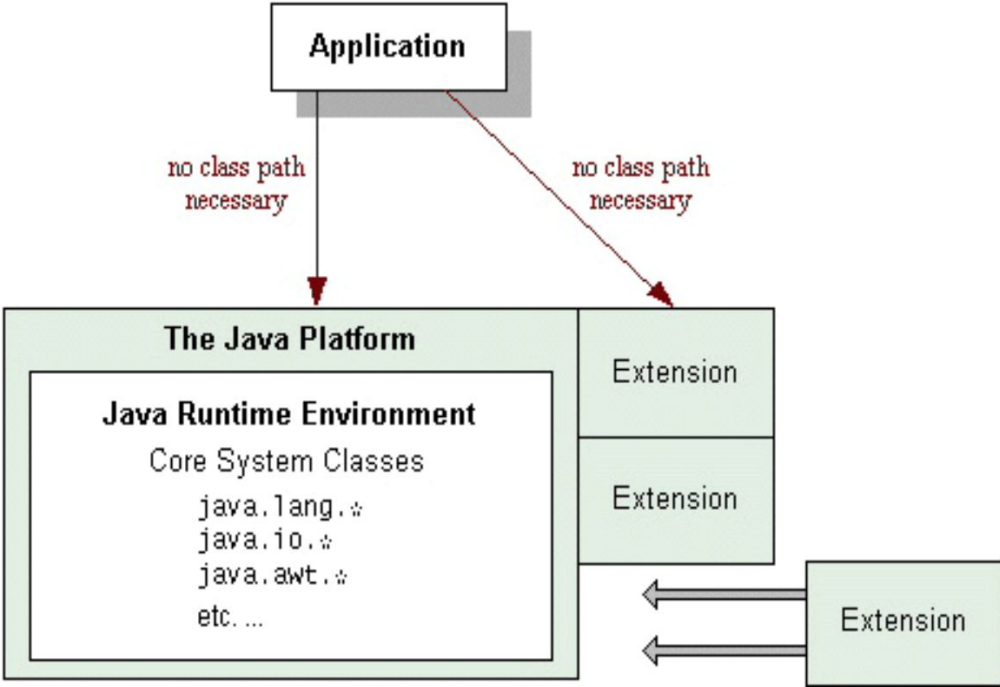 Application
no class path
necessary
no class path
necessary
The Java Platform
Java Runtime Environment
Core System Classes
java.lang.*
java.io.*
java.awt.*
etc. ...
Extension
Extension
Extension